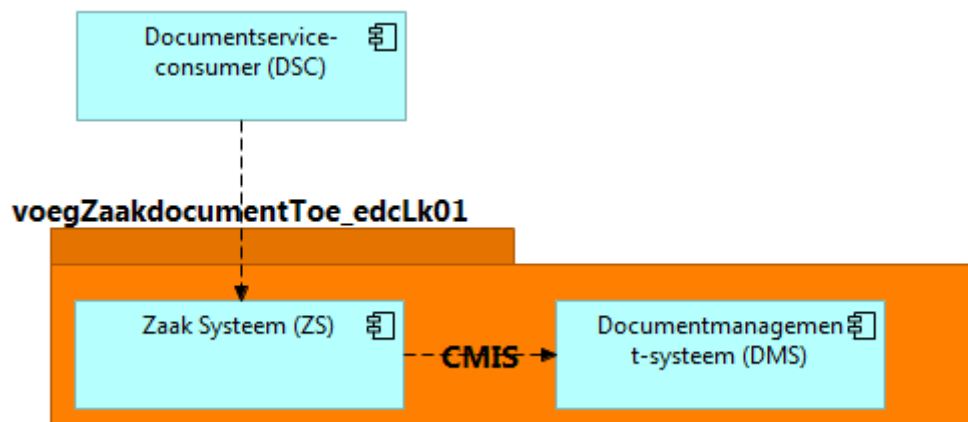 Documentservice-
consumer (DSC)
voegZaakdocumentToe_edcLk01
Zaak Systeem (ZS)
CMIS
Documentmanagemen
t-systeem (DMS)